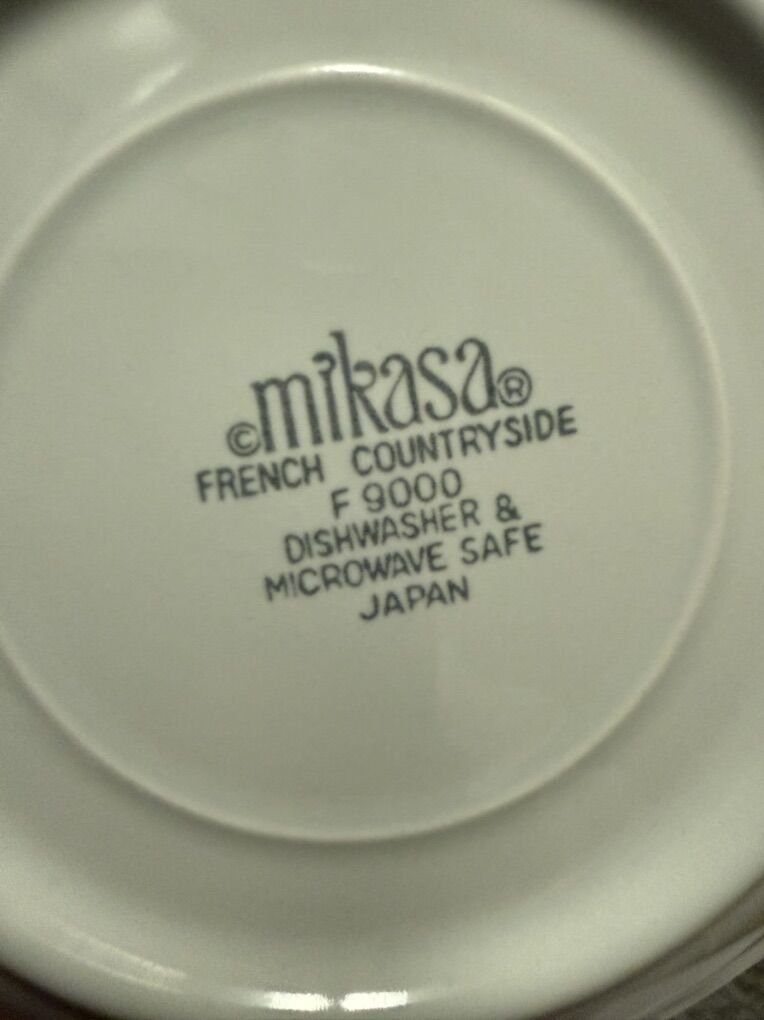 ©mikasa®
FRENCH COUNTRYSIDE
F 9000
DISHWASHER &
MICROWAVE SAFE
JAPAN